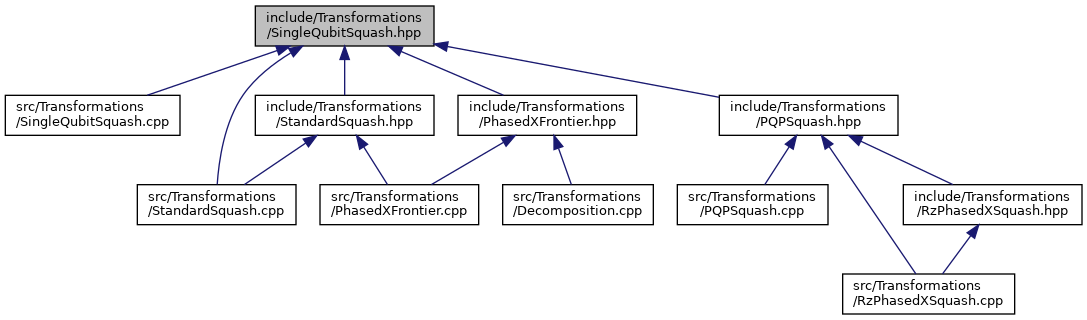 include/Transformations
/SingleQubitSquash.hpp
src/Transformations
/SingleQubitSquash.cpp
include/Transformations
/StandardSquash.hpp
include/Transformations
/PhasedXFrontier.hpp
include/Transformations
/PQPSquash.hpp
src/Transformations
/StandardSquash.cpp
src/Transformations
/PhasedXFrontier.cpp
src/Transformations
/Decomposition.cpp
src/Transformations
/PQPSquash.cpp
include/Transformations
/RzPhasedXSquash.hpp
src/Transformations
/RzPhasedXSquash.cpp